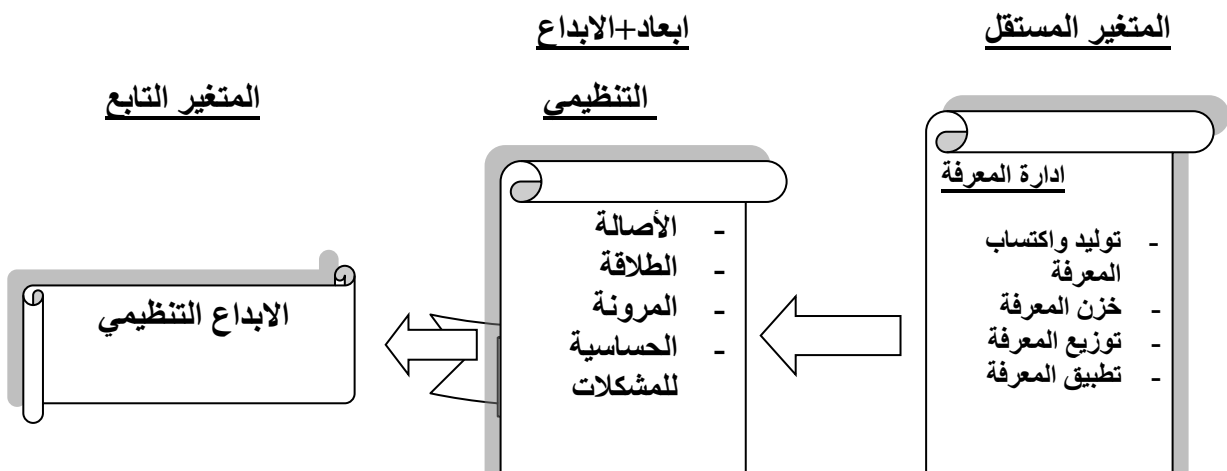 المتغير المستقل
ادارة المعرفة
- توليد واكتساب
المعرفة
- خزن المعرفة
- توزيع المعرفة
- تطبيق المعرفة
ابعاد+الابداع
التنظيمي
- الأصالة
- الطلاقة
- المرونة
- الحساسية
للمشكلات
المتغير التابع
الابداع التنظيمي